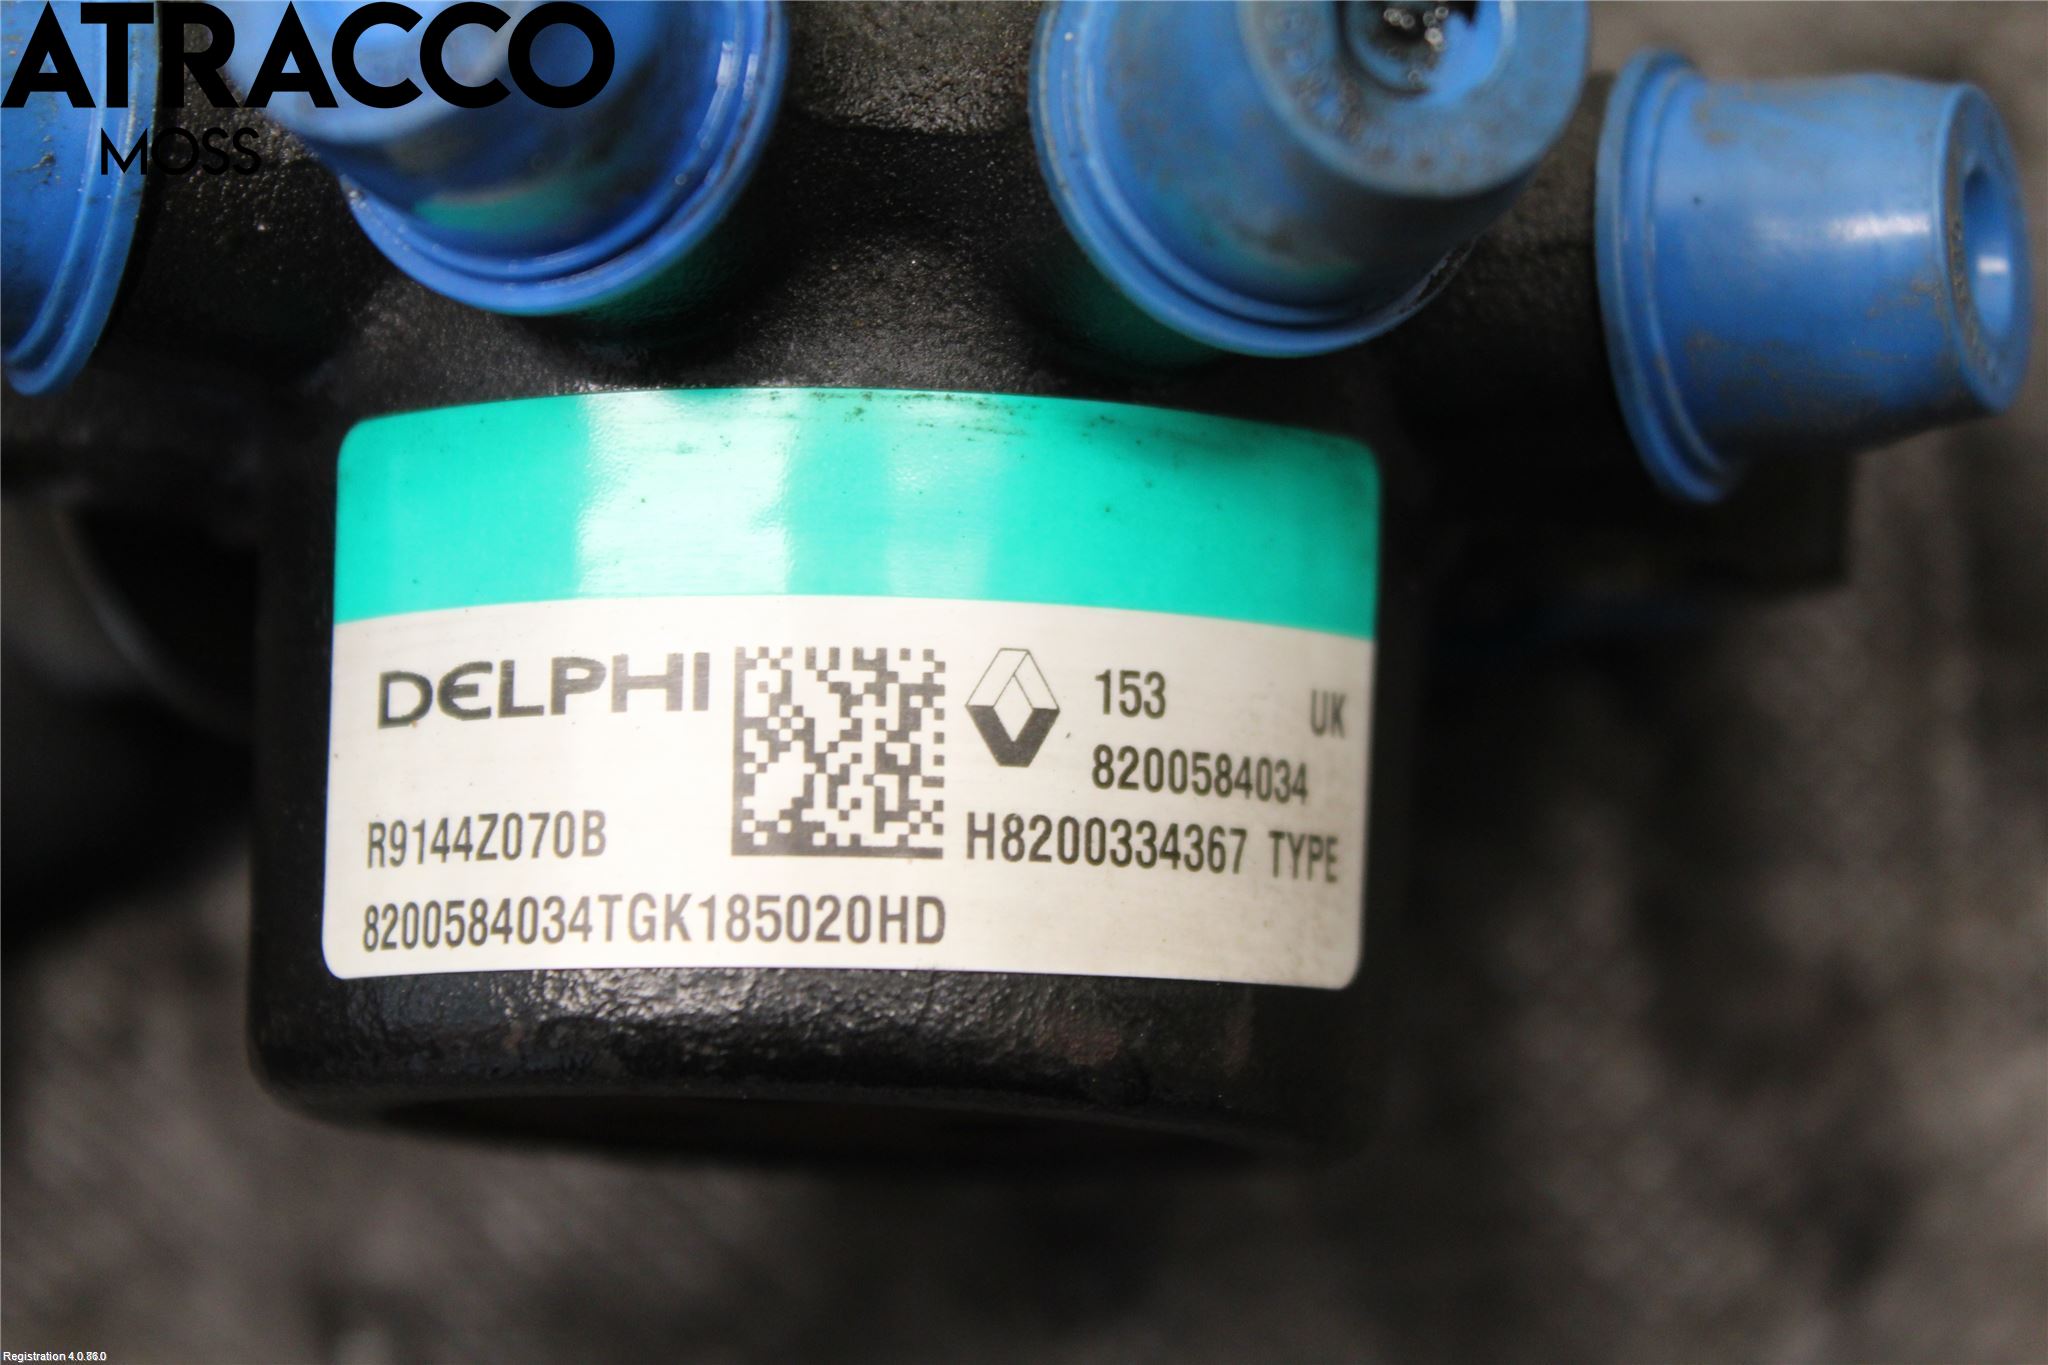 ATRACCO
MOSS
DELPHI
153 UK
8200584034
R9144Z070B
H8200334367 TYPE
8200584034TGK185020HD